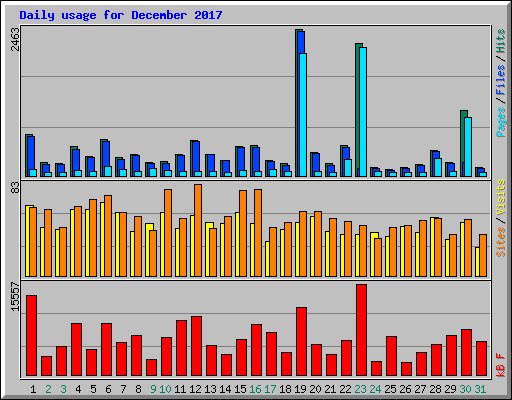 Daily usage for December 2017
2463
83
15557
Pages / Files / Hits
Sites / Visits
kB F
1 2 3 4 5 6 7 8 9 10 11 12 13 14 15 16 17 18 19 20 21 22 23 24 25 26 27 28 29 30 31